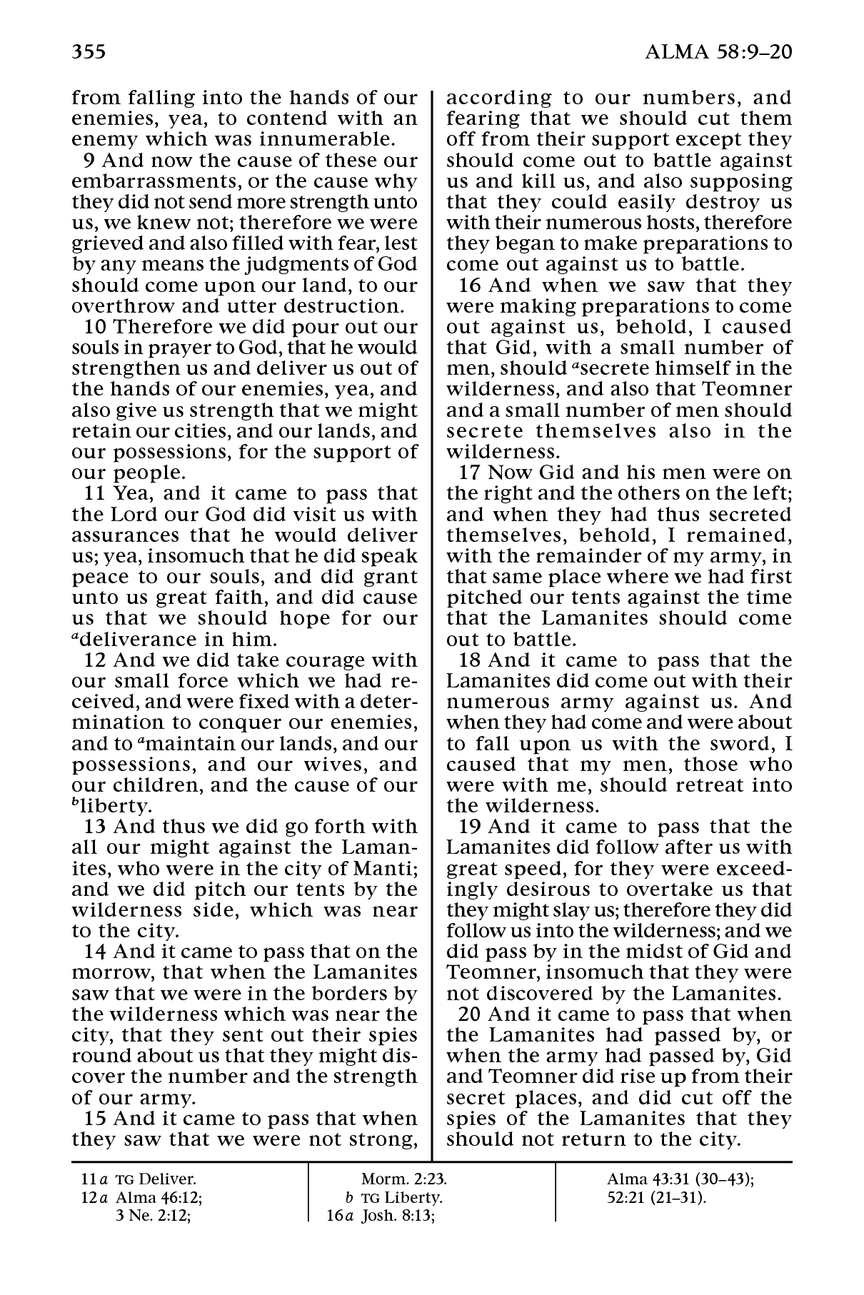 355
ALMA 58:9–20
from falling into the hands of our
enemies, yea, to contend with an
enemy which was innumerable.
9 And now the cause of these our
embarrassments, or the cause why
they did not send more strength unto
us, we knew not; therefore we were
grieved and also filled with fear, lest
by any means the judgments of God
should come upon our land, to our
overthrow and utter destruction.
10 Therefore we did pour out our
souls in prayer to God, that he would
strengthen us and deliver us out of
the hands of our enemies, yea, and
also give us strength that we might
retain our cities, and our lands, and
our possessions, for the support of
our people.
11 Yea, and it came to pass that
the Lord our God did visit us with
assurances that he would deliver
us; yea, insomuch that he did speak
peace to our souls, and did grant
unto us great faith, and did cause
us that we should hope for our
adeliverance in him.
12 And we did take courage with
our small force which we had re-
ceived, and were fixed with a deter-
mination to conquer our enemies,
and to amaintain our lands, and our
possessions, and our wives, and
our children, and the cause of our
bliberty.
13 And thus we did go forth with
all our might against the Laman-
ites, who were in the city of Manti;
and we did pitch our tents by the
wilderness side, which was near
to the city.
14 And it came to pass that on the
morrow, that when the Lamanites
saw that we were in the borders by
the wilderness which was near the
city, that they sent out their spies
round about us that they might dis-
cover the number and the strength
of our army.
15 And it came to pass that when
they saw that we were not strong,
according to our numbers, and
fearing that we should cut them
off from their support except they
should come out to battle against
us and kill us, and also supposing
that they could easily destroy us
with their numerous hosts, therefore
they began to make preparations to
come out against us to battle.
16 And when we saw that they
were making preparations to come
out against us, behold, I caused
that Gid, with a small number of
men, should asecrete himself in the
wilderness, and also that Teomner
and a small number of men should
secrete themselves also in the
wilderness.
17 Now Gid and his men were on
the right and the others on the left;
and when they had thus secreted
themselves, behold, I remained,
with the remainder of my army, in
that same place where we had first
pitched our tents against the time
that the Lamanites should come
out to battle.
18 And it came to pass that the
Lamanites did come out with their
numerous army against us. And
when they had come and were about
to fall upon us with the sword, I
caused that my men, those who
were with me, should retreat into
the wilderness.
19 And it came to pass that the
Lamanites did follow after us with
great speed, for they were exceed-
ingly desirous to overtake us that
they might slay us; therefore they did
follow us into the wilderness; and we
did pass by in the midst of Gid and
Teomner, insomuch that they were
not discovered by the Lamanites.
20 And it came to pass that when
the Lamanites had passed by, or
when the army had passed by, Gid
and Teomner did rise up from their
secret places, and did cut off the
spies of the Lamanites that they
should not return to the city.
11a TG Deliver.
12a Alma 46:12;
3 Ne. 2:12;
Morm. 2:23.
b TG Liberty.
16a Josh. 8:13;
Alma 43:31 (30–43);
52:21 (21–31).